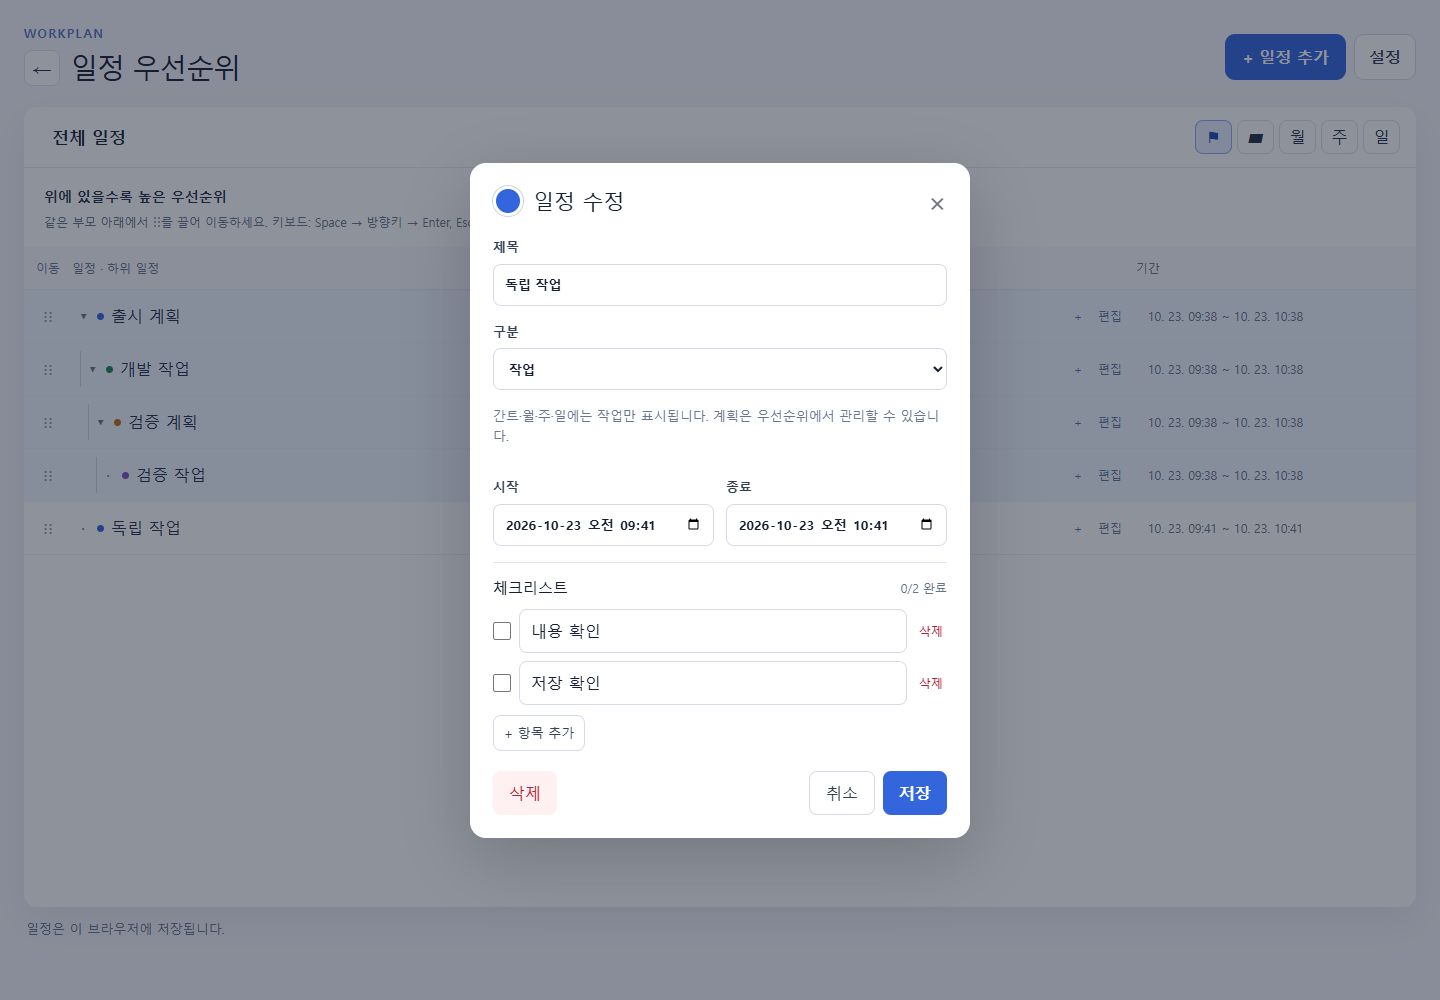 WORKPLAN
← 일정 우선순위
+ 일정 추가
설정
전체 일정
월
주
일
위에 있을수록 높은 우선순위
같은 부모 아래에서 ⠿를 끌어 이동하세요. 키보드: Space → 방향키 → Enter, Esc
이동 일정 · 하위 일정
기간
출시 계획
+ 편집 10. 23. 09:38 ~ 10. 23. 10:38
개발 작업
+ 편집 10. 23. 09:38 ~ 10. 23. 10:38
검증 계획
+ 편집 10. 23. 09:38 ~ 10. 23. 10:38
검증 작업
+ 편집 10. 23. 09:38 ~ 10. 23. 10:38
독립 작업
+ 편집 10. 23. 09:41 ~ 10. 23. 10:41
일정 수정
×
제목
독립 작업
구분
작업
간트·월·주·일에는 작업만 표시됩니다. 계획은 우선순위에서 관리할 수 있습니
다.
시작
종료
2026-10-23 오전 09:41
2026-10-23 오전 10:41
체크리스트
0/2 완료
내용 확인
삭제
저장 확인
삭제
+ 항목 추가
삭제
취소
저장
일정은 이 브라우저에 저장됩니다.